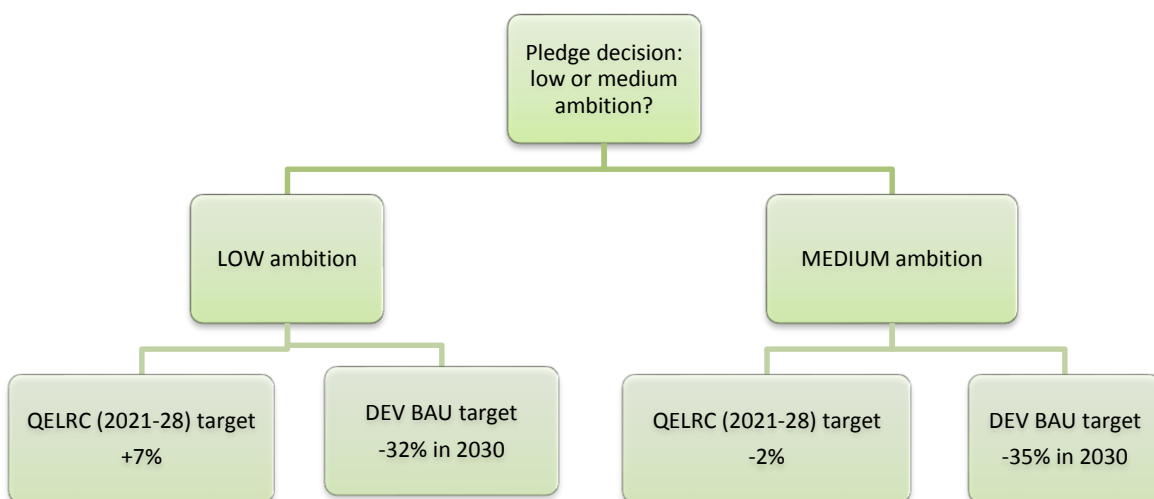 Pledge decision:
low or medium
ambition?
LOW ambition
MEDIUM ambition
QELRC (2021-28) target
+7%
DEV BAU target
-32% in 2030
QELRC (2021-28) target
-2%
DEV BAU target
-35% in 2030